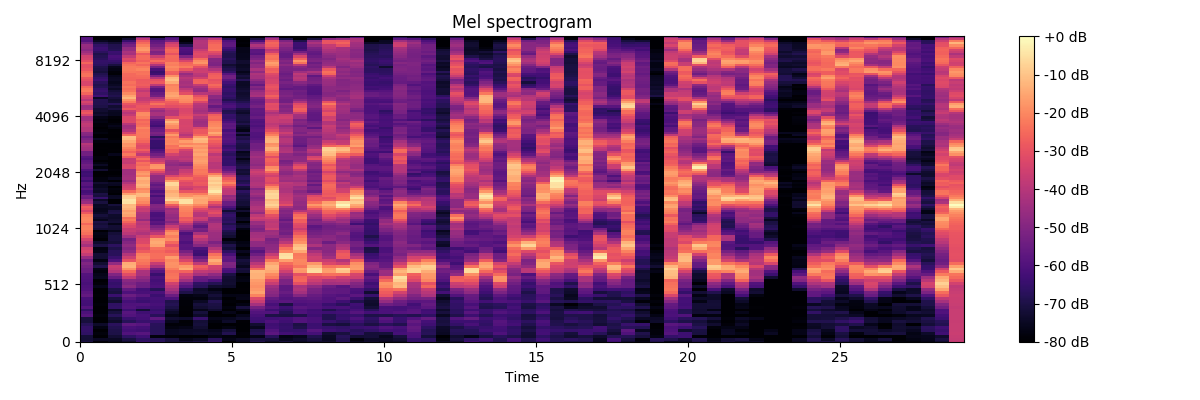 Mel spectrogram
8192
4096
2048
1024
512
0
Hz
0 5 10 15 20 25
Time
+0 dB
-10 dB
-20 dB
-30 dB
-40 dB
-50 dB
-60 dB
-70 dB
-80 dB